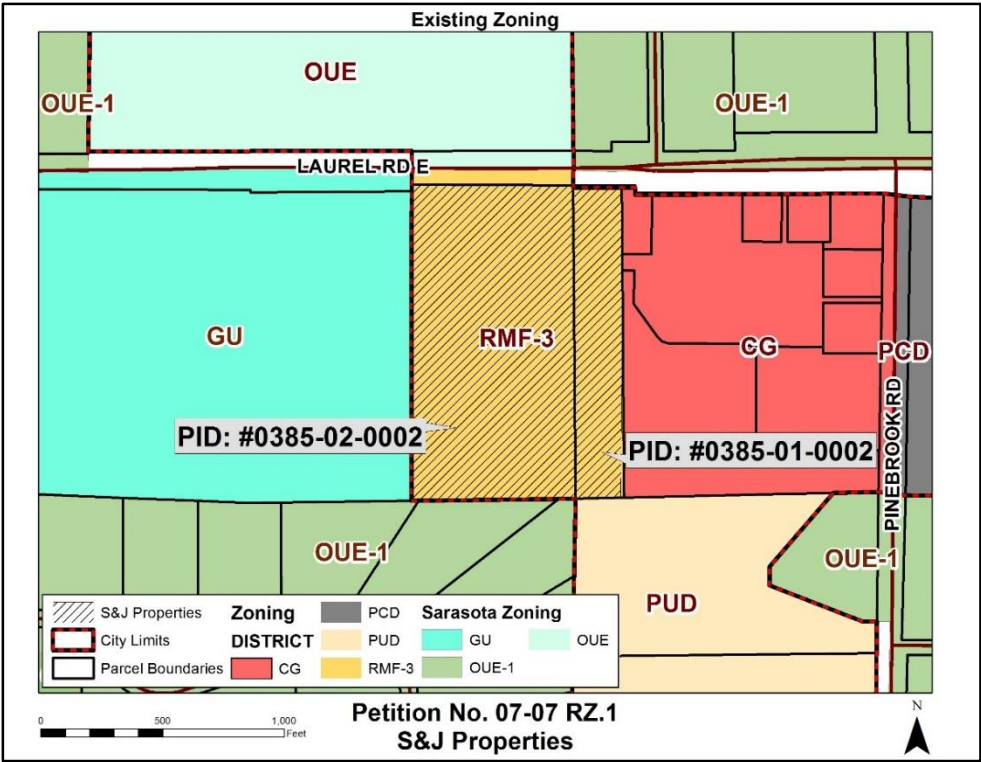 Existing Zoning
OUE
OUE-1
OUE-1
LAUREL RD E
GU
RMF-3
CG
PCD
PID: #0385-02-0002
PID: #0385-01-0002
PINEBROOK RD
OUE-1
OUE-1
PUD
S&J Properties
City Limits
Parcel Boundaries
Zoning
DISTRICT
CG
PCD
PUD
RMF-3
Sarasota Zoning
GU
OUE-1
OUE
0 500 1,000
Feet
Petition No. 07-07 RZ.1
S&J Properties
N